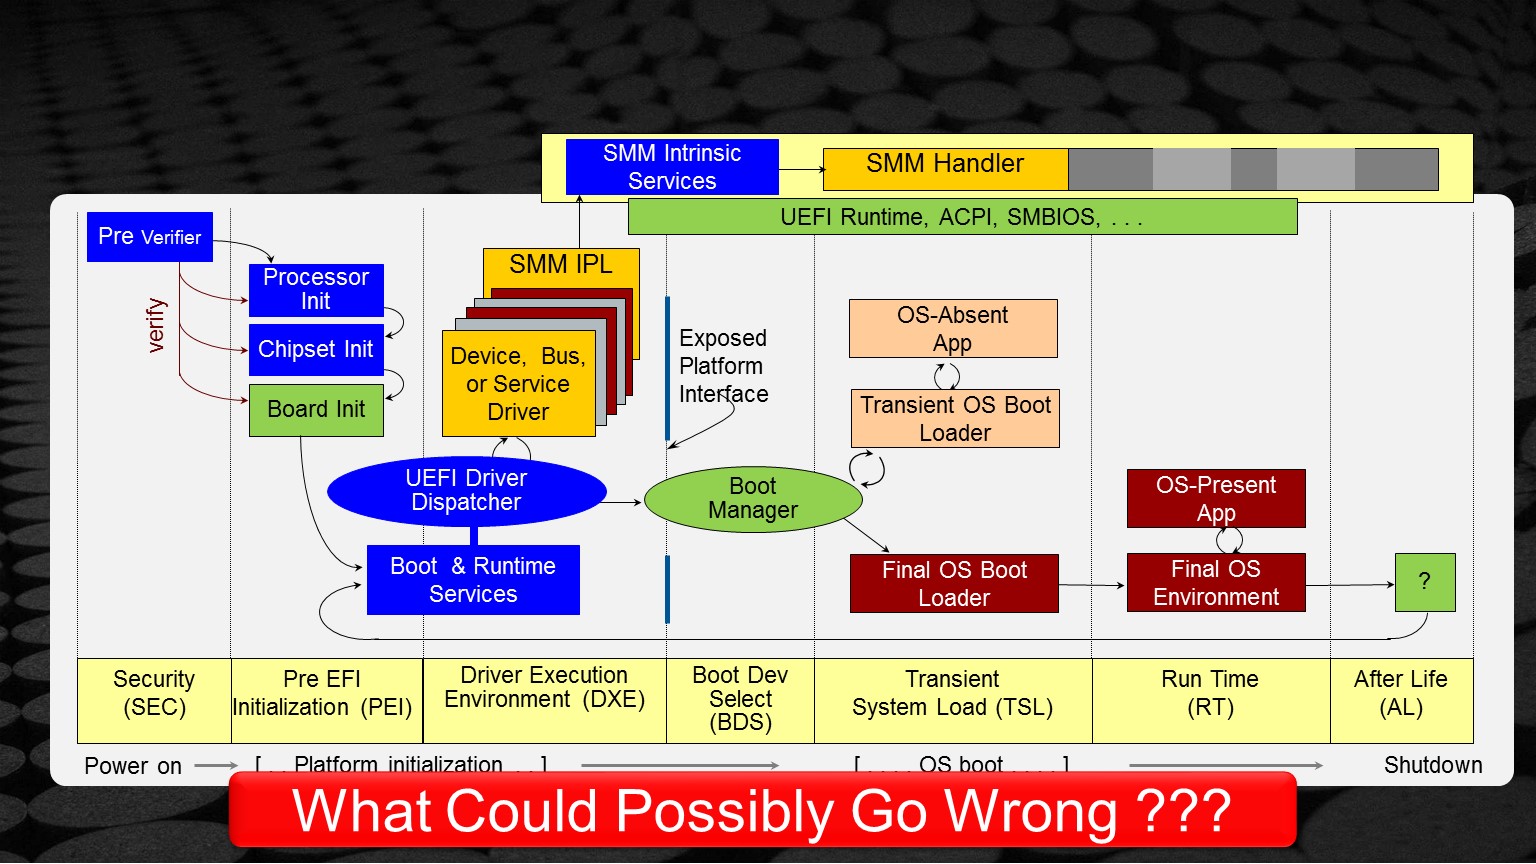 SMM Intrinsic
Services
SMM Handler
UEFI Runtime, ACPI, SMBIOS, . . .
Pre Verifier
verify
Processor
Init
Chipset Init
Board Init
SMM IPL
Device, Bus,
or Service
Driver
UEFI Driver
Dispatcher
Boot & Runtime
Services
Exposed
Platform
Interface
Boot
Manager
OS-Absent
App
Transient OS Boot
Loader
Final OS Boot
Loader
OS-Present
App
Final OS
Environment
?
Security
(SEC)
Pre EFI
Initialization (PEI)
Driver Execution
Environment (DXE)
Boot Dev
Select
(BDS)
Transient
System Load (TSL)
Run Time
(RT)
After Life
(AL)
Power on
[ . . Platform initialization . . ]
[ . . . . OS boot . . . . ]
Shutdown
What Could Possibly Go Wrong ???